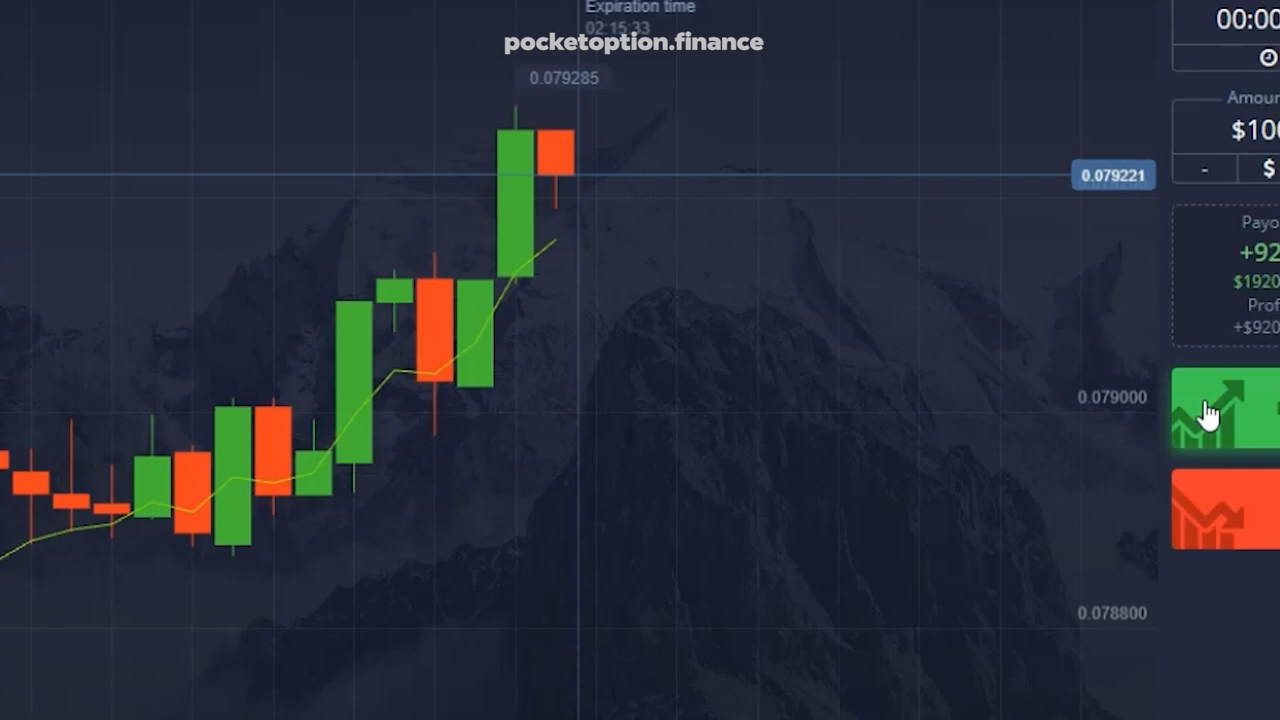 Expiration time
02:15:33
pocketoption.finance
0.079285
0.079221
0.079000
0.078800
00:00
Amoun
$100
-
$
Payo
+92
$1920
Prof
+$920